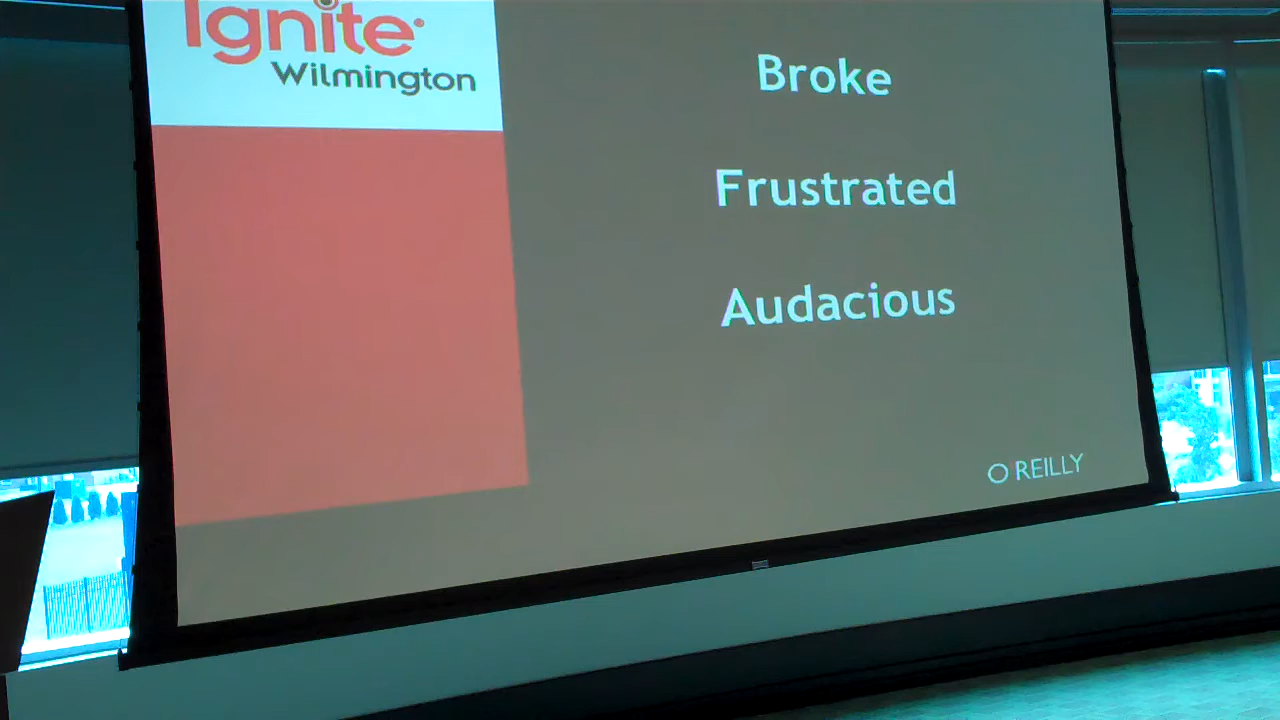 Ignite
Wilmington
Broke
Frustrated
Audacious
O REILLY